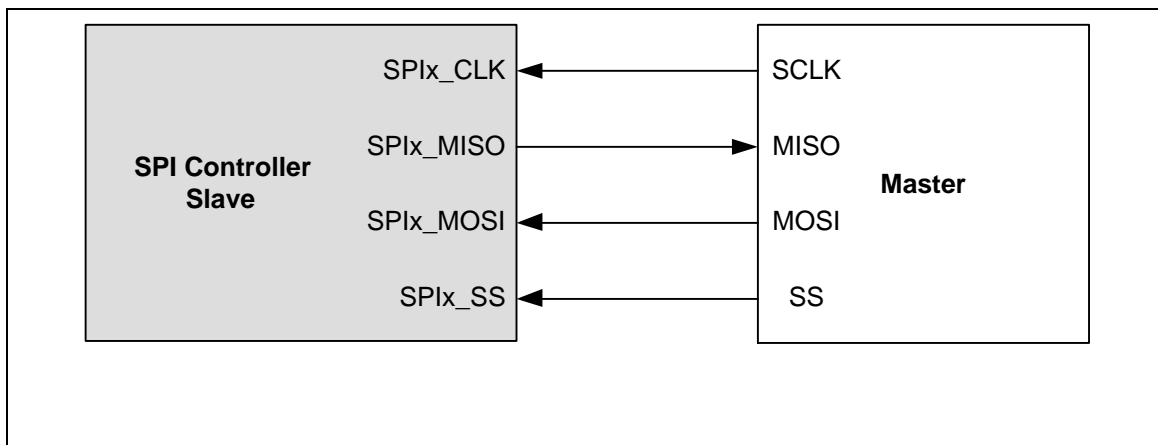 SPIx_CLK
SCLK
SPIx_MISO
MISO
SPI Controller
Slave
Master
SPIx_MOSI
MOSI
SPIx_SS
SS